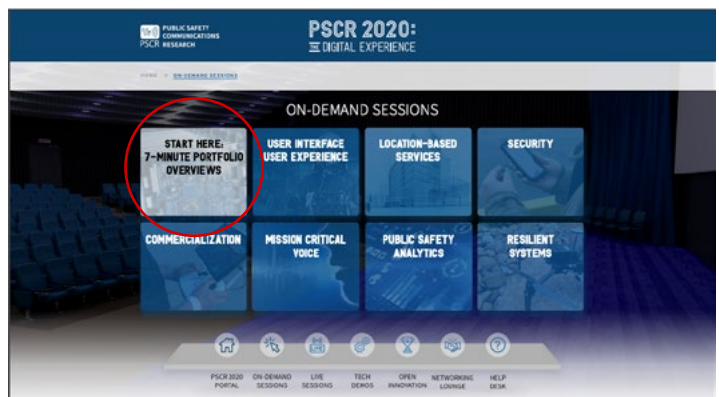 PUBLIC SAFETY
COMMUNICATIONS
PSCR RESEARCH
PSCR 2020:
THE DIGITAL EXPERIENCE
HOME > ON-DEMAND SESSIONS
ON-DEMAND SESSIONS
START HERE:
7-MINUTE PORTFOLIO
OVERVIEWS
USER INTERFACE
USER EXPERIENCE
LOCATION-BASED
SERVICES
SECURITY
COMMERCIALIZATION
MISSION CRITICAL
VOICE
PUBLIC SAFETY
ANALYTICS
RESILIENT
SYSTEMS
PSCR 2020
PORTAL
ON-DEMAND
SESSIONS
LIVE
SESSIONS
TECH
DEMOS
OPEN
INNOVATION
NETWORKING
LOUNGE
HELP
DESK